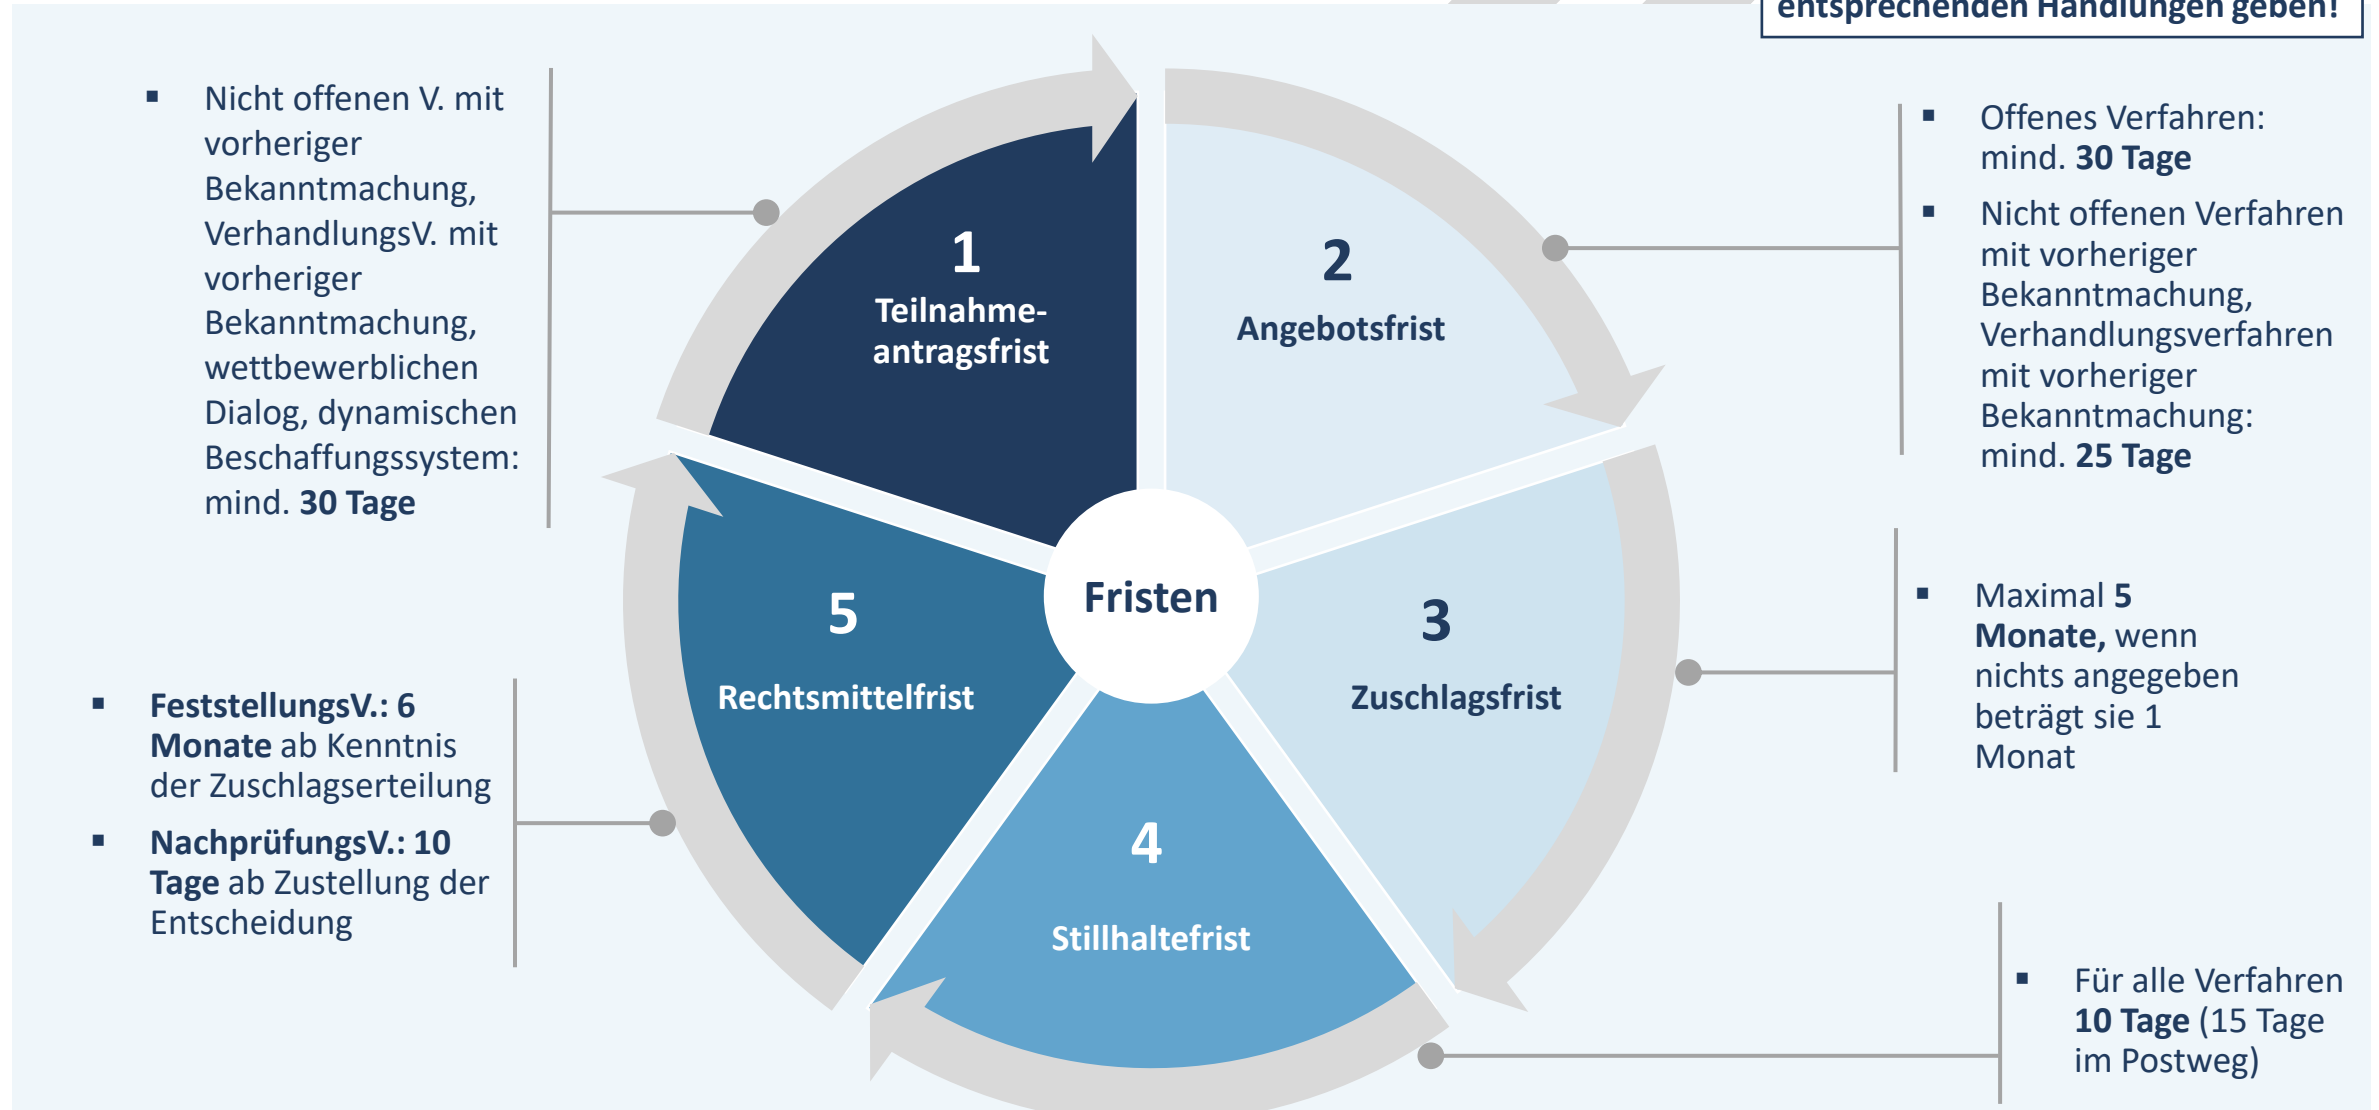 entsprechenden Handlungen geben!
▪ Nicht offenen V. mit
vorheriger
Bekanntmachung,
VerhandlungsV. mit
vorheriger
Bekanntmachung,
wettbewerblichen
Dialog, dynamischen
Beschaffungssystem:
mind. 30 Tage
1
Teilnahme-
antragsfrist
2
Angebotsfrist
▪ Offenes Verfahren:
mind. 30 Tage
▪ Nicht offenen Verfahren
mit vorheriger
Bekanntmachung,
Verhandlungsverfahren
mit vorheriger
Bekanntmachung:
mind. 25 Tage
Fristen
3
Zuschlagsfrist
▪ Maximal 5
Monate, wenn
nichts angegeben
beträgt sie 1
Monat
4
Stillhaltefrist
▪ Für alle Verfahren
10 Tage (15 Tage
im Postweg)
5
Rechtsmittelfrist
▪ FeststellungsV.: 6
Monate ab Kenntnis
der Zuschlagserteilung
▪ NachprüfungsV.: 10
Tage ab Zustellung der
Entscheidung